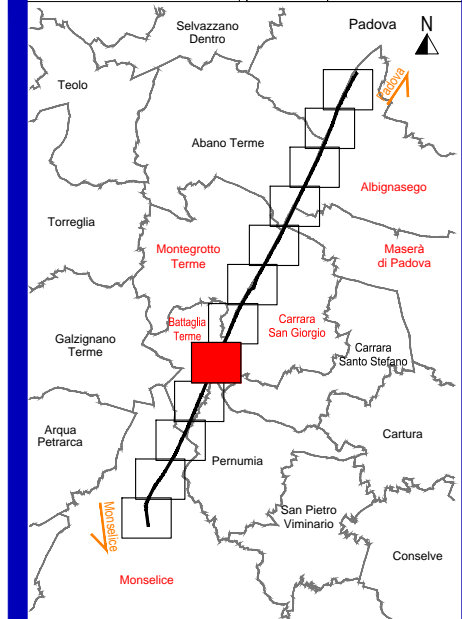 Selvazzano
Dentro
Padova
N
Teolo
Padova
Abano Terme
Albignasego
Torreglia
Montegrotto
Terme
Maserà
di Padova
Battaglia
Terme
Carrara
San Giorgio
Galzignano
Terme
Carrara
Santo Stefano
Arqua
Petrarca
Cartura
Pernumia
San Pietro
Viminario
Monselice
Conselve
Monselice